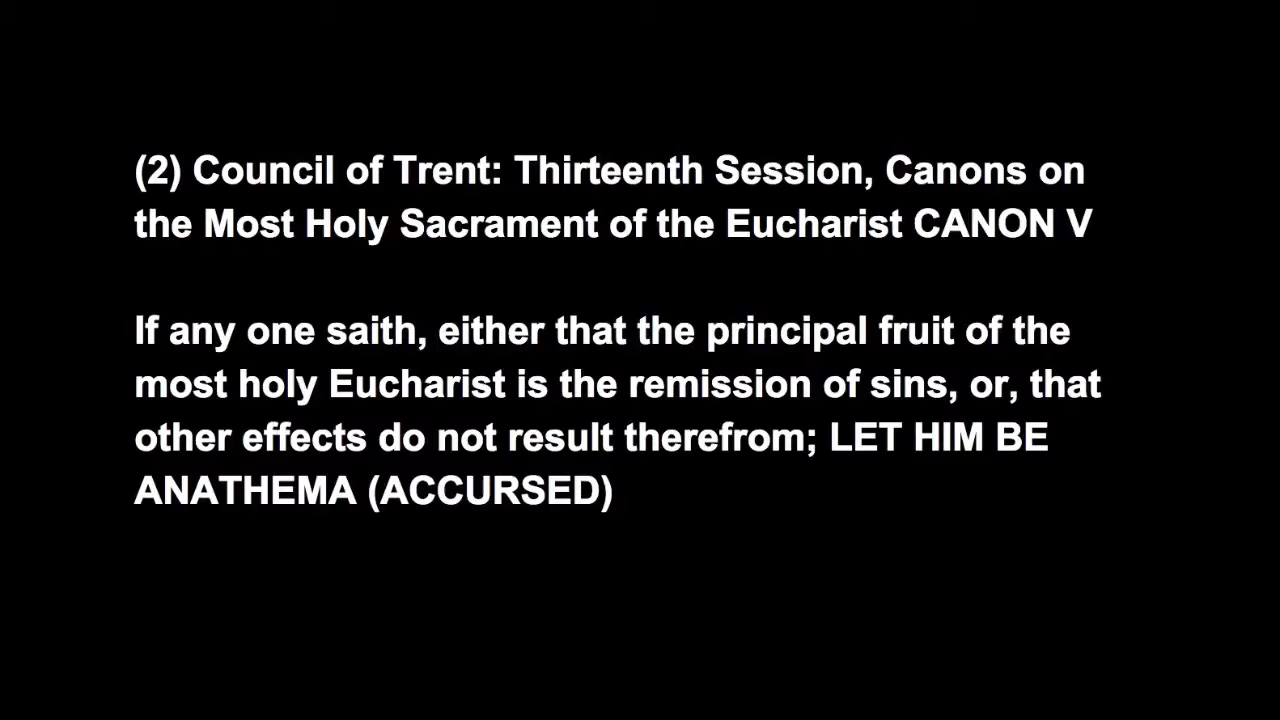 (2) Council of Trent: Thirteenth Session, Canons on
the Most Holy Sacrament of the Eucharist CANON V
If any one saith, either that the principal fruit of the
most holy Eucharist is the remission of sins, or, that
other effects do not result therefrom; LET HIM BE
ANATHEMA (ACCURSED)